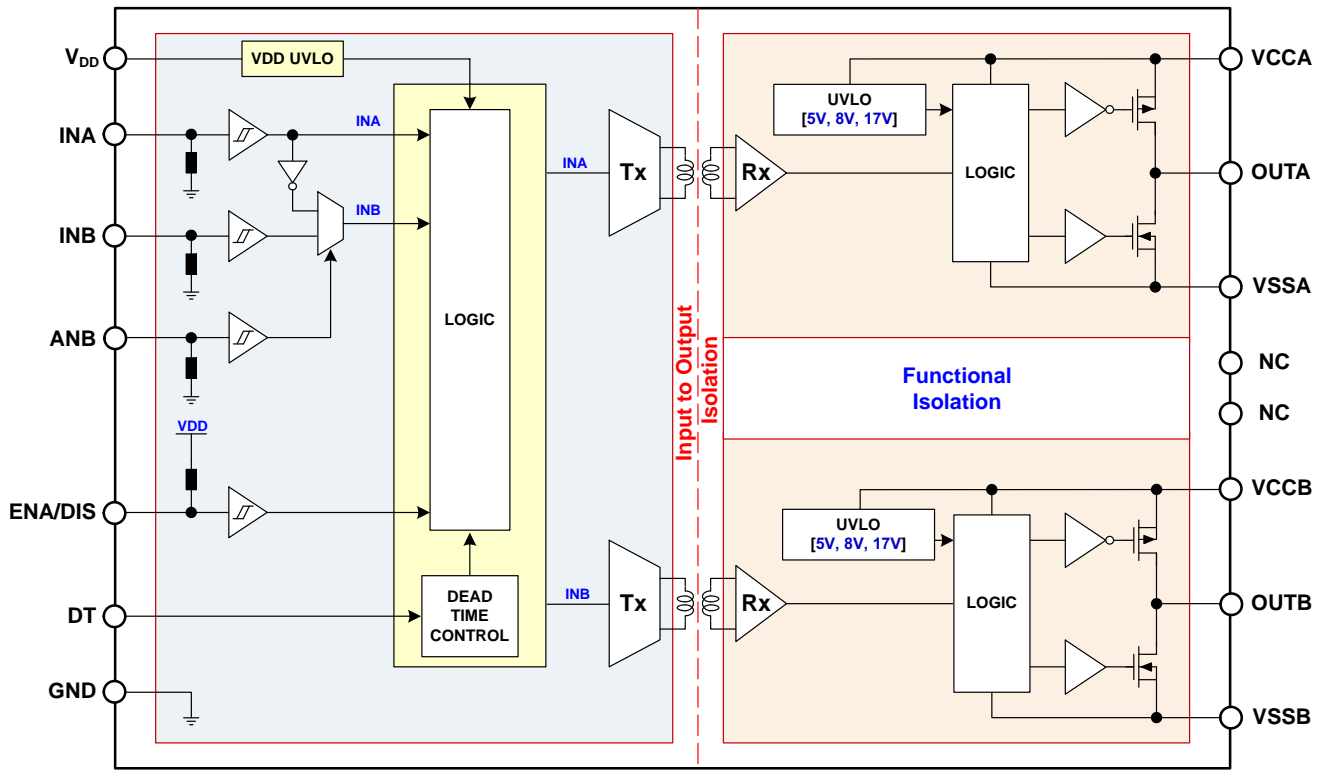 VDD
VDD UVLO
INA
INA
INB
INB
ANB
VDD
ENA/DIS
DT
GND
LOGIC
DEAD
TIME
CONTROL
INA
Tx
INB
Tx
Input to Output
Isolation
Rx
UVLO
[5V, 8V, 17V]
LOGIC
VCCA
OUTA
VSSA
NC
NC
Functional
Isolation
Rx
UVLO
[5V, 8V, 17V]
LOGIC
VCCB
OUTB
VSSB